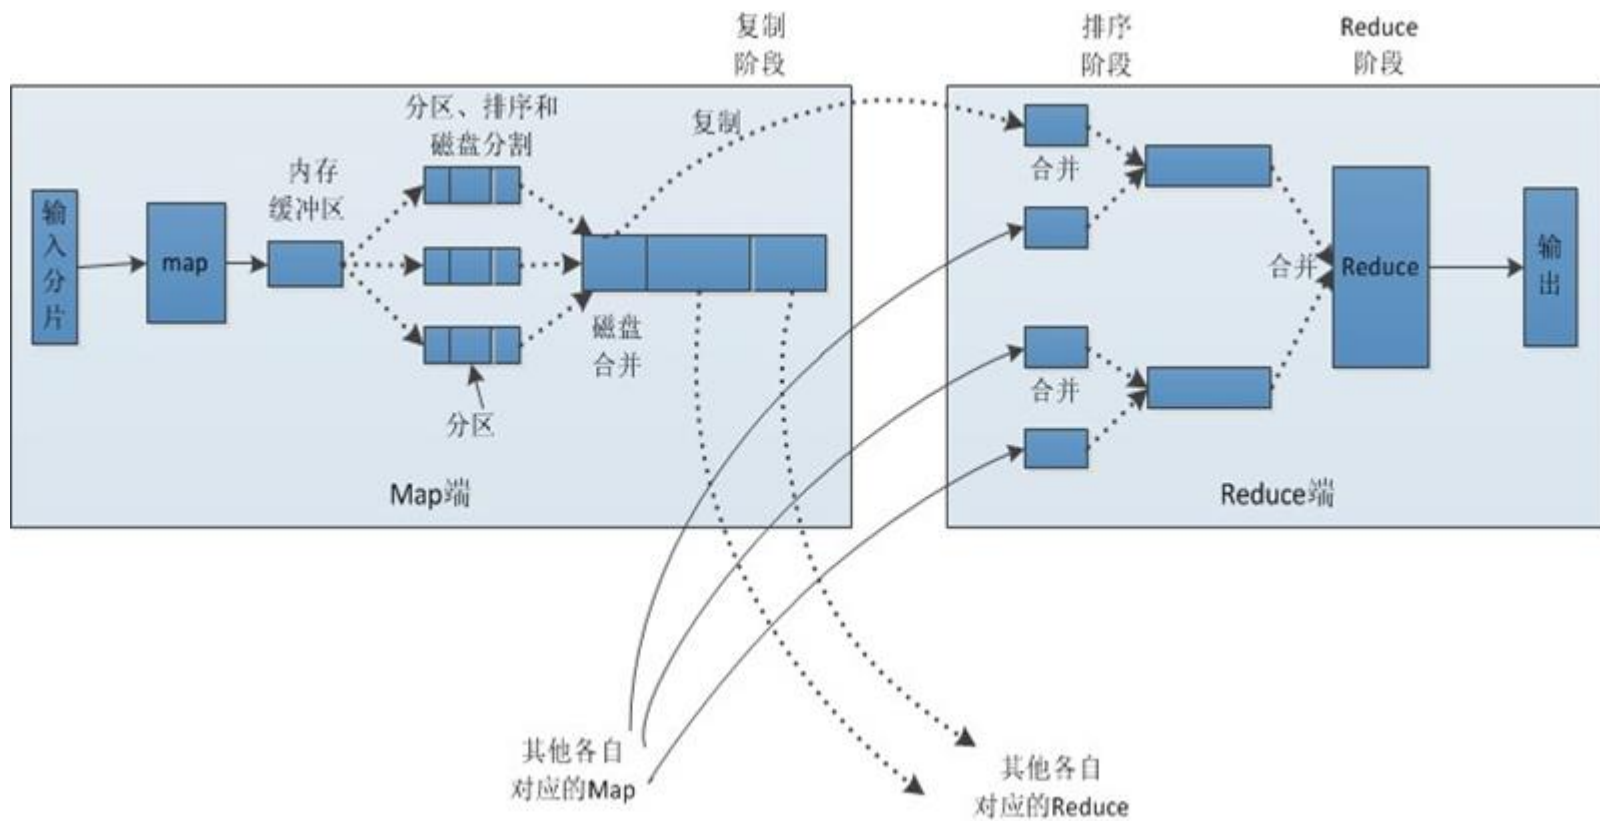 复制
阶段
排序
阶段
Reduce
阶段
分区、排序和
磁盘分割
复制
内存
缓冲区
输入分片
map
磁盘
合并
分区
Map端
合并
合并
合并
Reduce
输出
Reduce端
其他各自
对应的Map
其他各自
对应的Reduce